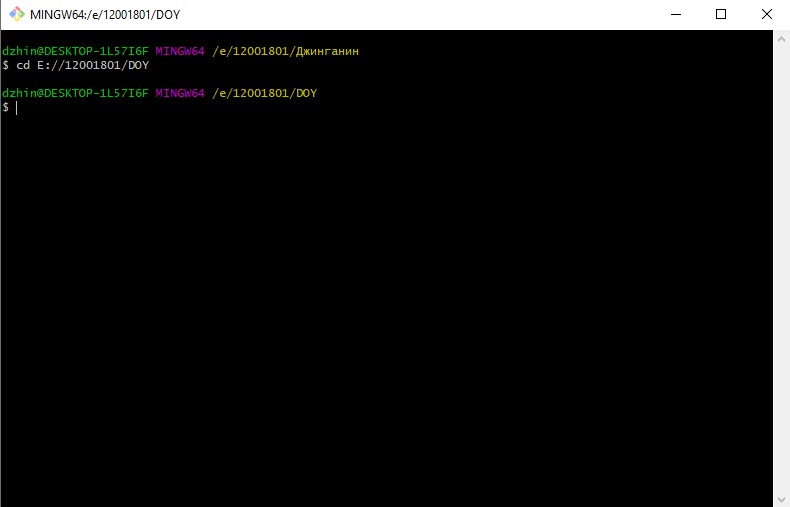 MINGW64:/e/12001801/DOY
dzhin@DESKTOP-1L57I6F MINGW64 /e/12001801/Джинганин
$ cd E://12001801/DOY
dzhin@DESKTOP-1L57I6F MINGW64 /e/12001801/DOY
$